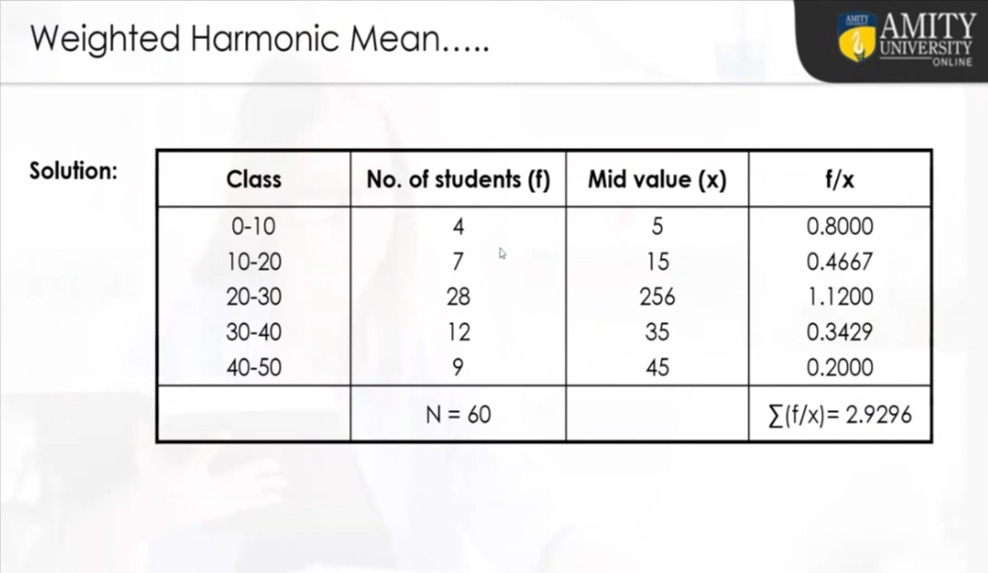 Weighted Harmonic Mean.....
AMITY
AMITY
UNIVERSITY
ONLINE
Solution:
Class No. of students (f) Mid value (x) f/x
0-10 4 5 0.8000
10-20 7 15 0.4667
20-30 28 256 1.1200
30-40 12 35 0.3429
40-50 9 45 0.2000
N = 60 ∑(f/x)= 2.9296